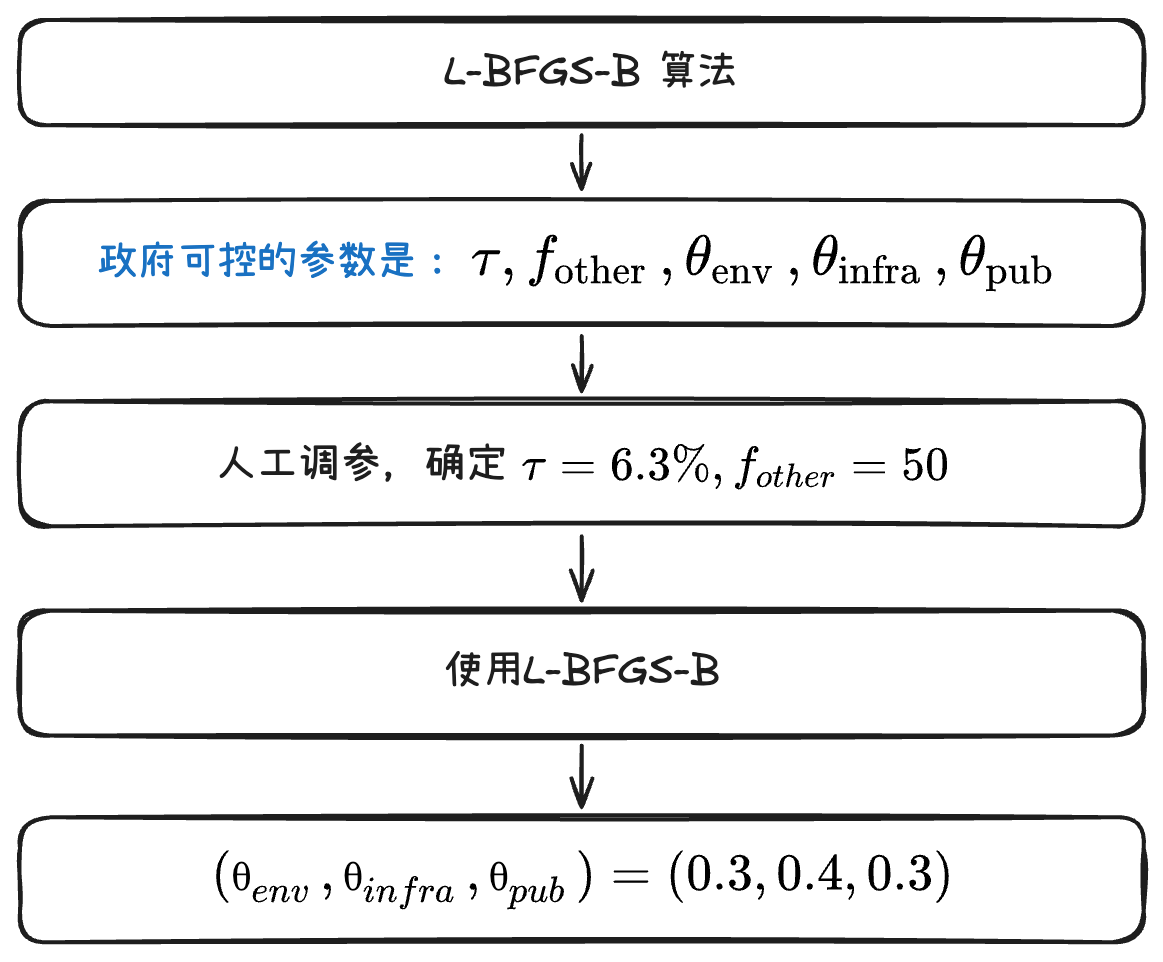 L-BFGS-B 算法
政府可控的参数是： τ, f_other , θ_env , θ_infra , θ_pub
人工调参，确定 τ = 6.3%, f_other = 50
使用L-BFGS-B
(θ_env , θ_infra , θ_pub ) = (0.3, 0.4, 0.3)